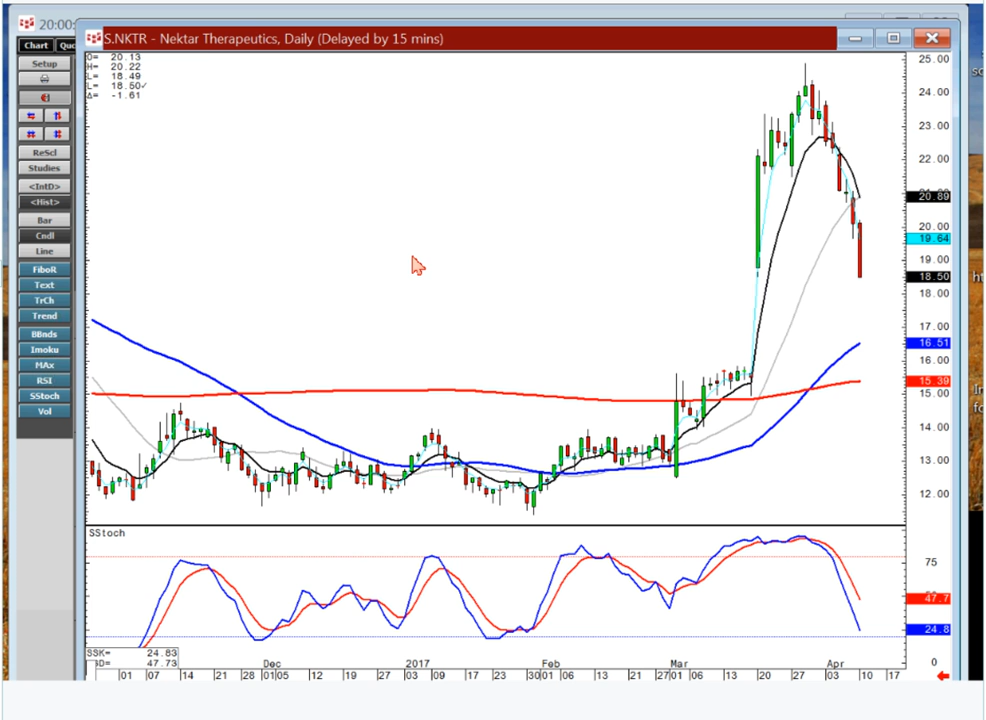 20:00:
S.NKTR - Nektar Therapeutics, Daily (Delayed by 15 mins)
Chart
Quo
Setup
ReScl
Studies
<IntD>
<Hist>
Bar
Cndl
Line
FiboR
Text
TrCh
Trend
BBnds
Imoku
MAx
RSI
SStoch
Vol
O= 20.13
H= 20.22
L= 18.49
L= 18.50✓
Δ= -1.61
25.00
24.00
23.00
22.00
20.89
20.00
19.64
19.00
18.50
18.00
17.00
16.51
16.00
15.39
15.00
14.00
13.00
12.00
SStoch
75
47.7
24.8
0
SSK= 24.83
D= 47.73
Dec 2017 Feb Mar Apr
01 07 14 21 28 01 05 12 19 27 03 09 17 23 30 01 06 13 21 27 01 06 13 20 27 03 10 17